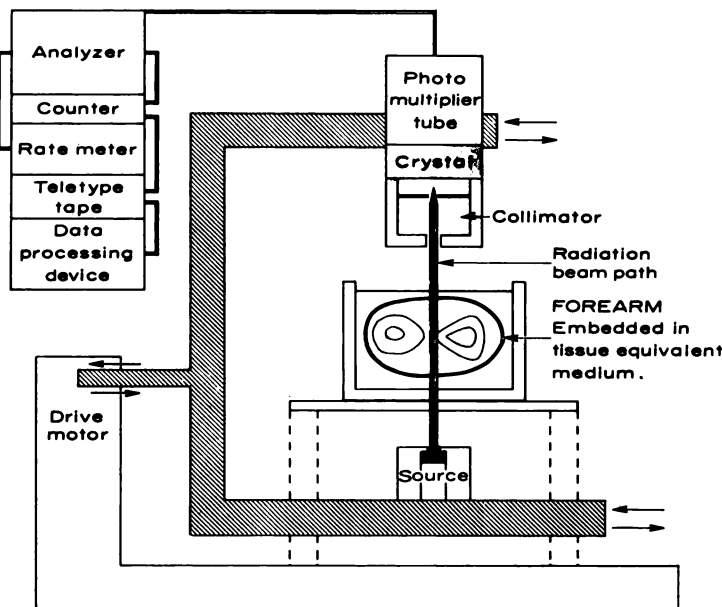 Analyzer
Counter
Rate meter
Teletype
tape
Data
processing
device
Photo
multiplier
tube
Crystal
Collimator
Radiation
beam path
FOREARM
Embedded in
tissue equivalent
medium.
Drive
motor
Source